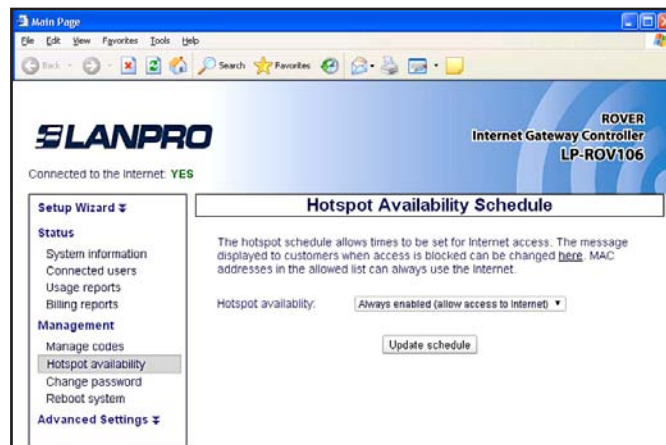 Main Page
File Edit View Favorites Tools Help
Back Search Favorites
LANPRO
ROVER
Internet Gateway Controller
LP-ROV106
Connected to the Internet: YES
Setup Wizard
Status
System information
Connected users
Usage reports
Billing reports
Management
Manage codes
Hotspot availability
Change password
Reboot system
Advanced Settings
Hotspot Availability Schedule
The hotspot schedule allows times to be set for Internet access. The message
displayed to customers when access is blocked can be changed here. MAC
addresses in the allowed list can always use the Internet.
Hotspot availablity: Always enabled (allow access to Internet)
Update schedule